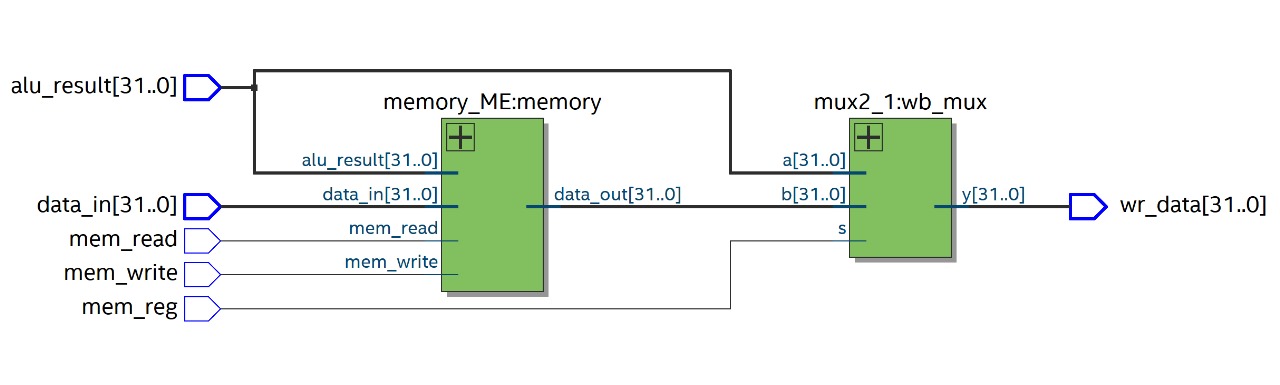 alu_result[31..0]
memory_ME:memory
mux2_1:wb_mux
alu_result[31..0]
a[31..0]
data_in[31..0]
data_in[31..0]
data_out[31..0]
b[31..0]
y[31..0]
wr_data[31..0]
mem_read
mem_read
s
mem_write
mem_write
mem_reg